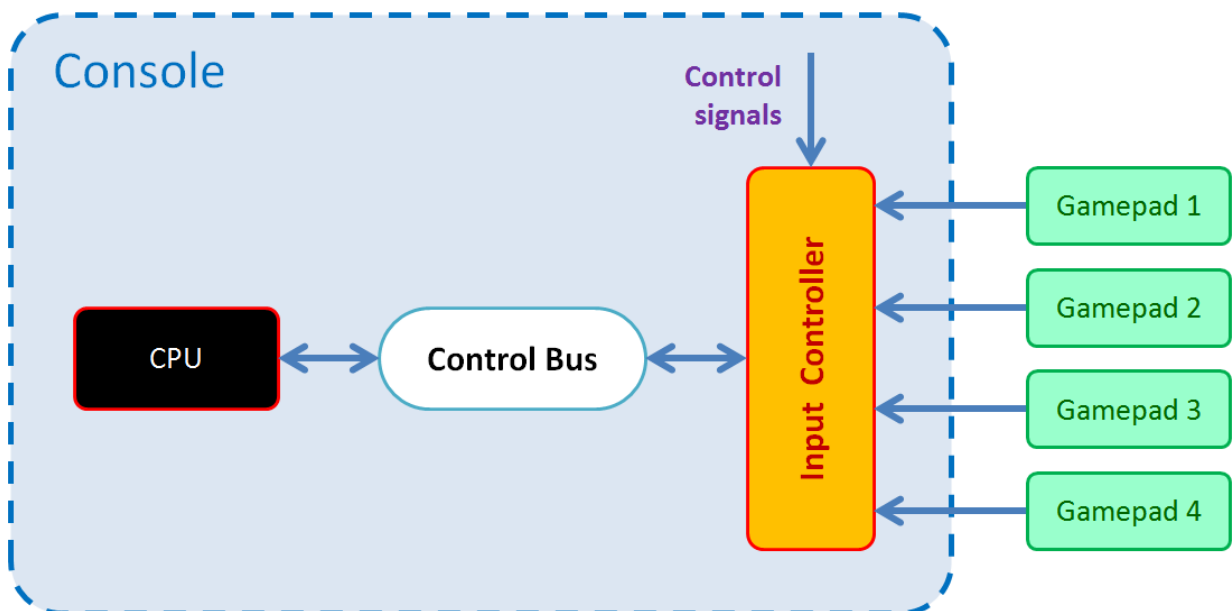 Console
Control
signals
Gamepad 1
Gamepad 2
CPU
Control Bus
Input Controller
Gamepad 3
Gamepad 4